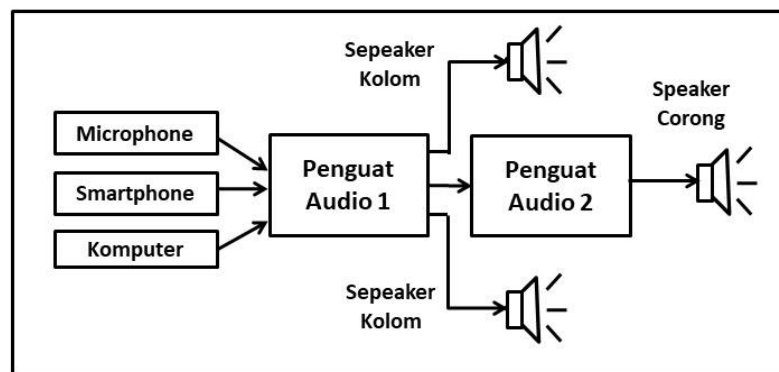 Sepeaker
Kolom
Speaker
Corong
Microphone
Smartphone
Komputer
Penguat
Audio 1
Penguat
Audio 2
Sepeaker
Kolom